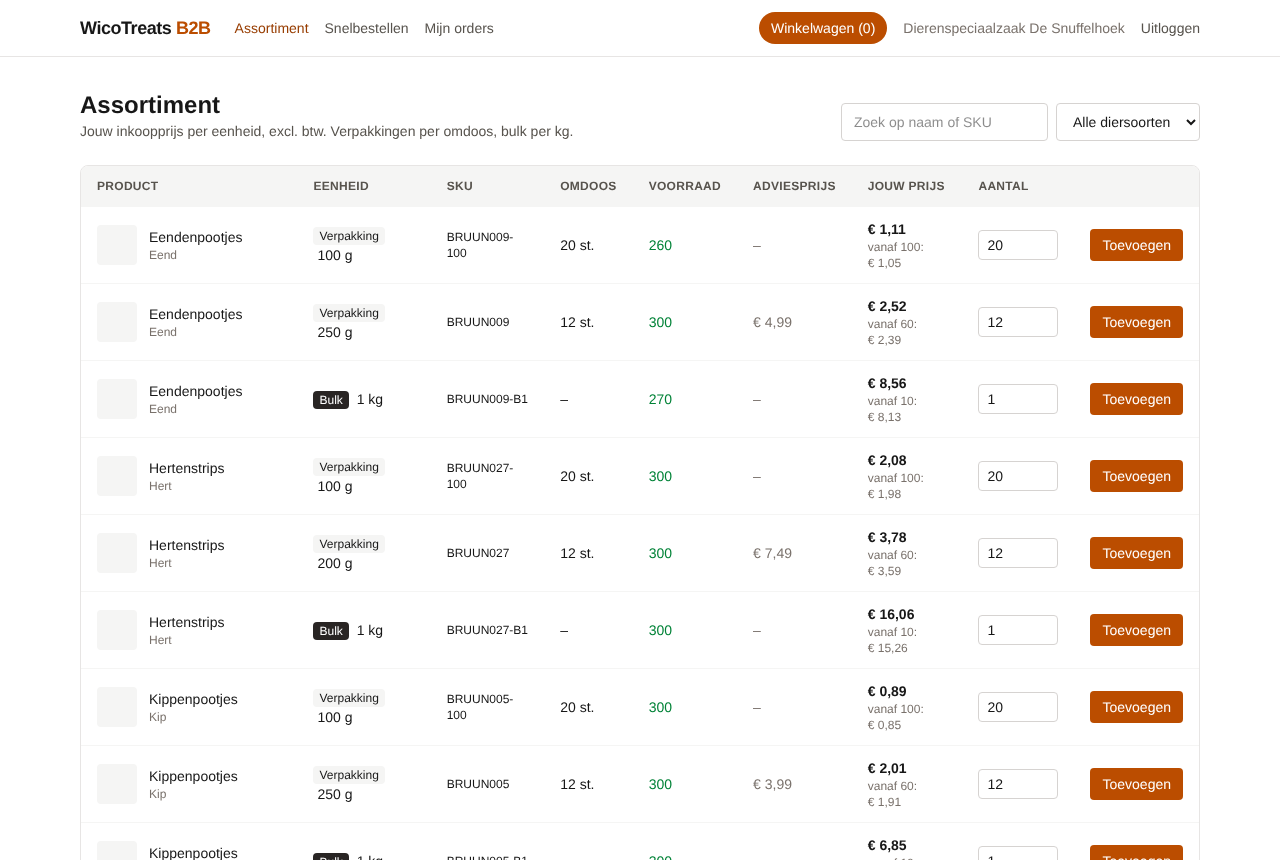 WicoTreats B2B Assortiment Snelbestellen Mijn orders Winkelwagen (0) Dierenspeciaalzaak De Snuffelhoek Uitloggen
Assortiment
Jouw inkoopprijs per eenheid, excl. btw. Verpakkingen per omdoos, bulk per kg.
Zoek op naam of SKU
Alle diersoorten
PRODUCT EENHEID SKU OMDOOS VOORRAAD ADVIESPRIJS JOUW PRIJS AANTAL
Eendenpootjes
Eend
Verpakking
100 g
BRUUN009-
100
20 st.
260
–
€ 1,11
vanaf 100:
€ 1,05
20
Toevoegen
Eendenpootjes
Eend
Verpakking
250 g
BRUUN009
12 st.
300
€ 4,99
€ 2,52
vanaf 60:
€ 2,39
12
Toevoegen
Eendenpootjes
Eend
Bulk 1 kg
BRUUN009-B1
–
270
–
€ 8,56
vanaf 10:
€ 8,13
1
Toevoegen
Hertenstrips
Hert
Verpakking
100 g
BRUUN027-
100
20 st.
300
–
€ 2,08
vanaf 100:
€ 1,98
20
Toevoegen
Hertenstrips
Hert
Verpakking
200 g
BRUUN027
12 st.
300
€ 7,49
€ 3,78
vanaf 60:
€ 3,59
12
Toevoegen
Hertenstrips
Hert
Bulk 1 kg
BRUUN027-B1
–
300
–
€ 16,06
vanaf 10:
€ 15,26
1
Toevoegen
Kippenpootjes
Kip
Verpakking
100 g
BRUUN005-
100
20 st.
300
–
€ 0,89
vanaf 100:
€ 0,85
20
Toevoegen
Kippenpootjes
Kip
Verpakking
250 g
BRUUN005
12 st.
300
€ 3,99
€ 2,01
vanaf 60:
€ 1,91
12
Toevoegen
Kippenpootjes
€ 6,85